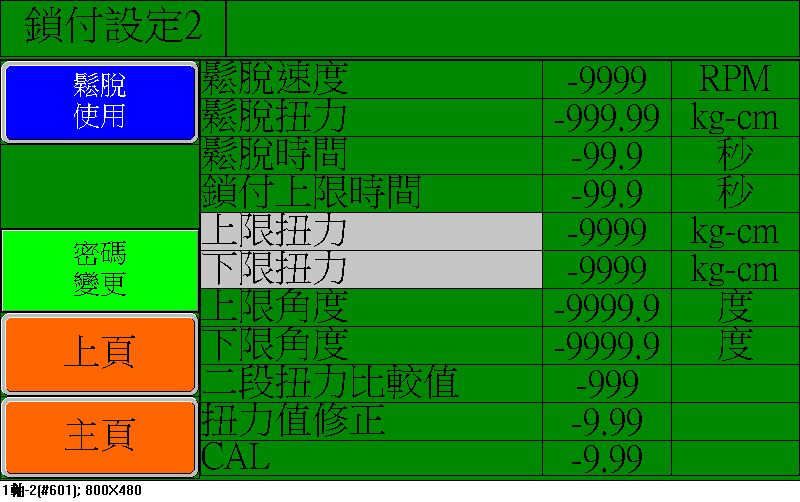 鎖付設定2
鬆脫
使用
鬆脫速度 -9999 RPM
鬆脫扭力 -999.99 kg-cm
鬆脫時間 -99.9 秒
鎖付上限時間 -99.9 秒
密碼
變更
上限扭力 -9999 kg-cm
下限扭力 -9999 kg-cm
上限角度 -9999.9 度
下限角度 -9999.9 度
上頁
二段扭力比較值 -999
扭力值修正 -9.99
主頁
CAL -9.99
1軸-2(#601); 800X480